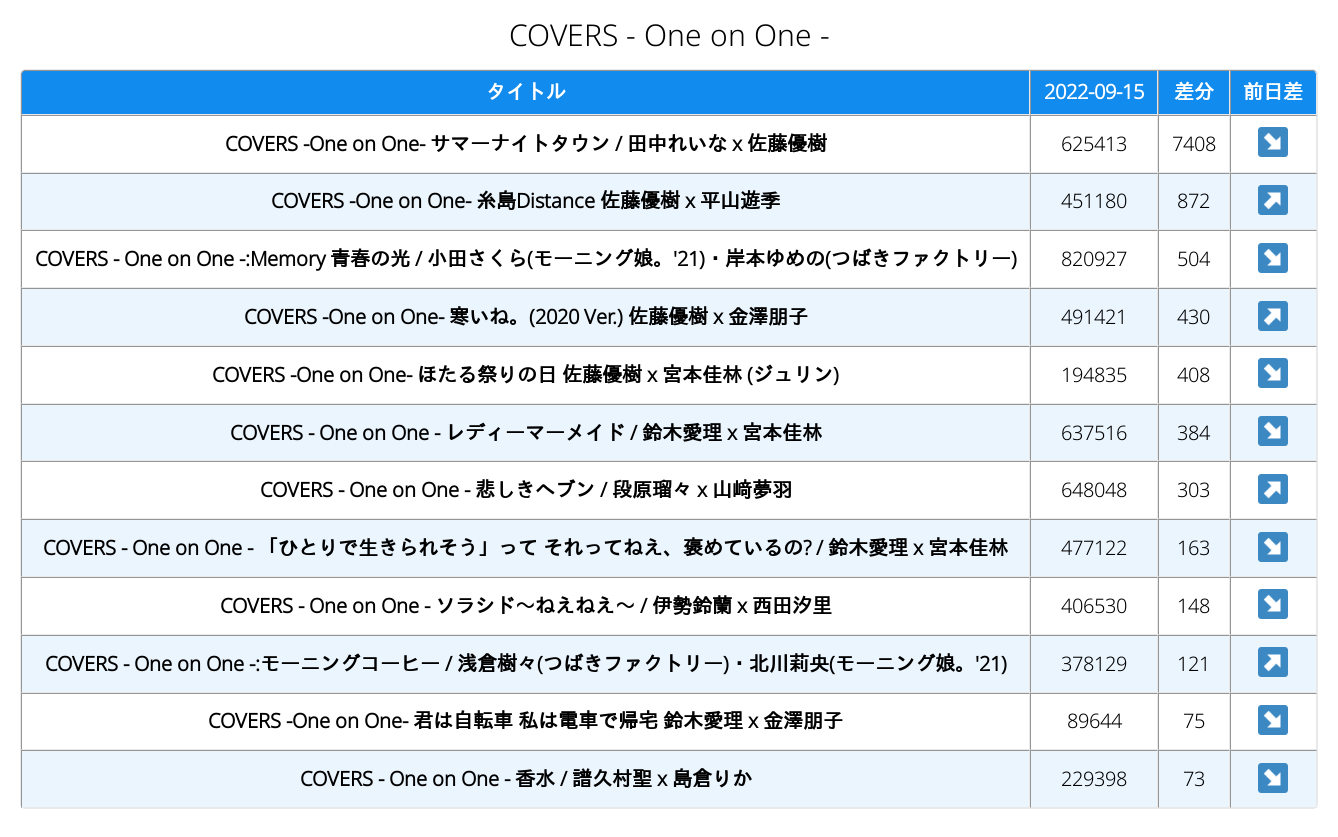 COVERS - One on One -
タイトル 2022-09-15 差分 前日差
COVERS -One on One- サマーナイトタウン / 田中れいな x 佐藤優樹 625413 7408
COVERS -One on One- 糸島Distance 佐藤優樹 x 平山遊季 451180 872
COVERS - One on One -:Memory 青春の光 / 小田さくら(モーニング娘。'21)・岸本ゆめの(つばきファクトリー) 820927 504
COVERS -One on One- 寒いね。(2020 Ver.) 佐藤優樹 x 金澤朋子 491421 430
COVERS -One on One- ほたる祭りの日 佐藤優樹 x 宮本佳林 (ジュリン) 194835 408
COVERS - One on One - レディーマーメイド / 鈴木愛理 x 宮本佳林 637516 384
COVERS - One on One - 悲しきヘブン / 段原瑠々 x 山﨑夢羽 648048 303
COVERS - One on One - 「ひとりで生きられそう」って それってねえ、褒めているの? / 鈴木愛理 x 宮本佳林 477122 163
COVERS - One on One - ソラシド〜ねえねえ〜 / 伊勢鈴蘭 x 西田汐里 406530 148
COVERS - One on One -:モーニングコーヒー / 浅倉樹々(つばきファクトリー)・北川莉央(モーニング娘。'21) 378129 121
COVERS -One on One- 君は自転車 私は電車で帰宅 鈴木愛理 x 金澤朋子 89644 75
COVERS - One on One - 香水 / 譜久村聖 x 島倉りか 229398 73